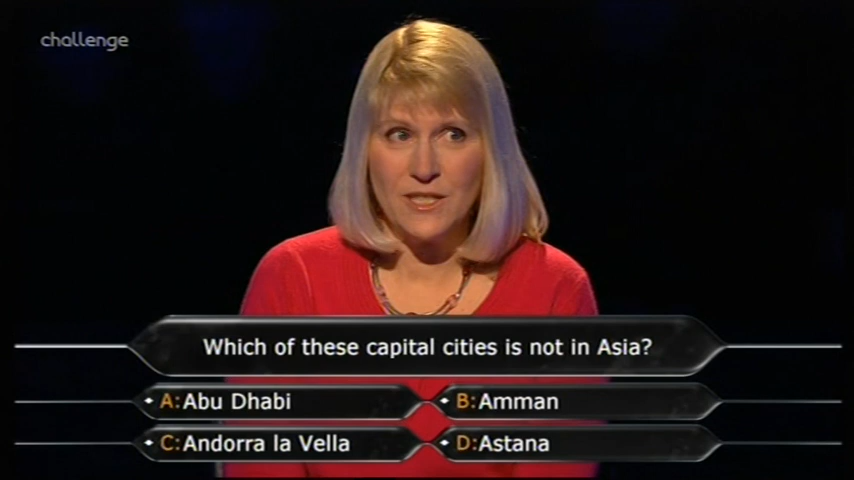 challenge
Which of these capital cities is not in Asia?
A:Abu Dhabi
B:Amman
C:Andorra la Vella
D:Astana